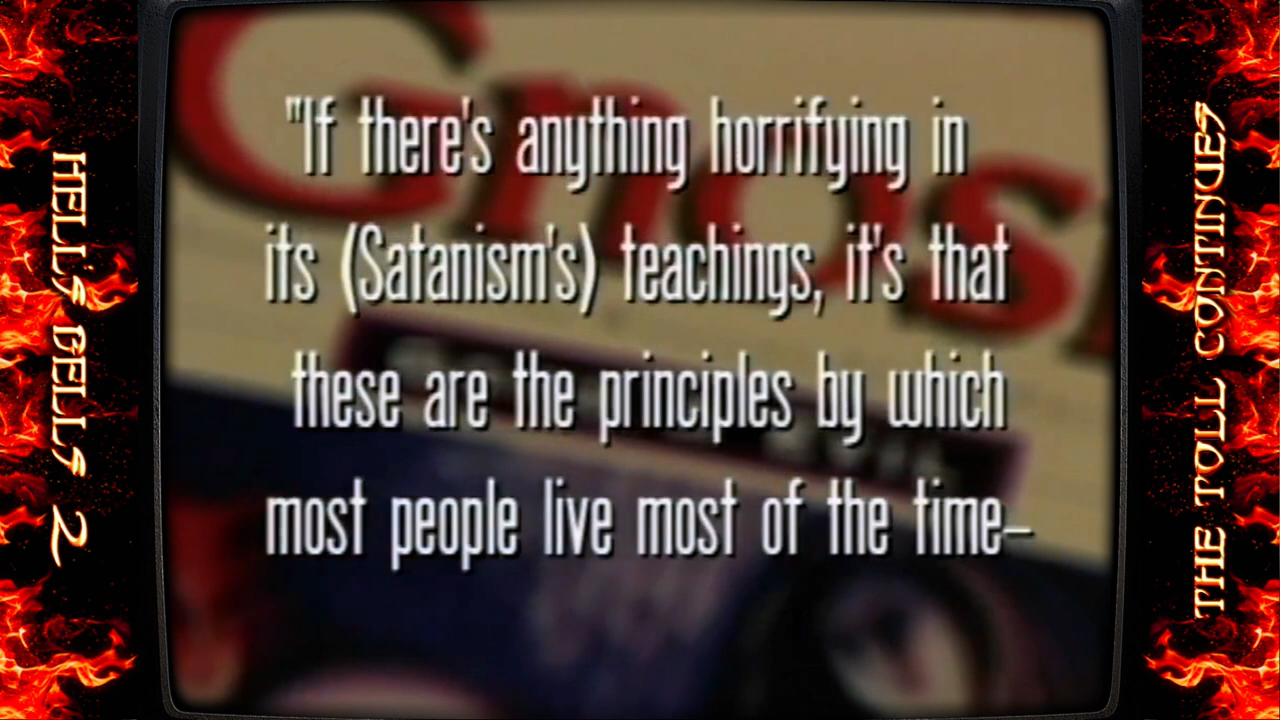 HELL'S BELLS 2
"If there's anything horrifying in
its (Satanism's) teachings, it's that
these are the principles by which
most people live most of the time–
THE TOLL CONTINUES
Gnos